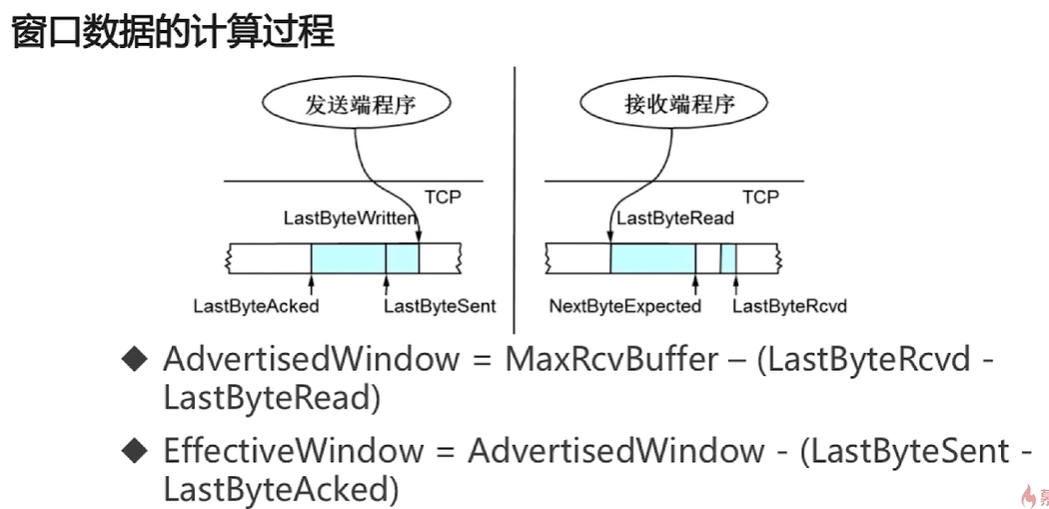 窗口数据的计算过程
发送端程序
接收端程序
TCP
TCP
LastByteWritten
LastByteRead
LastByteAcked
LastByteSent
NextByteExpected
LastByteRcvd
◆ AdvertisedWindow = MaxRcvBuffer – (LastByteRcvd -
LastByteRead)
◆ EffectiveWindow = AdvertisedWindow - (LastByteSent -
LastByteAcked)